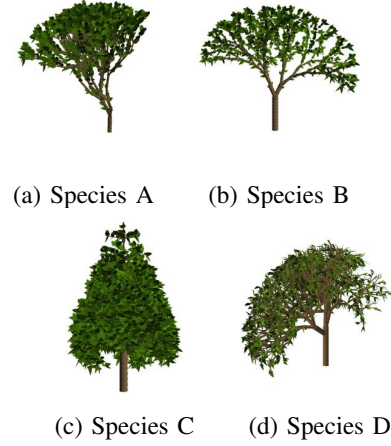 (a) Species A
(b) Species B
(c) Species C
(d) Species D